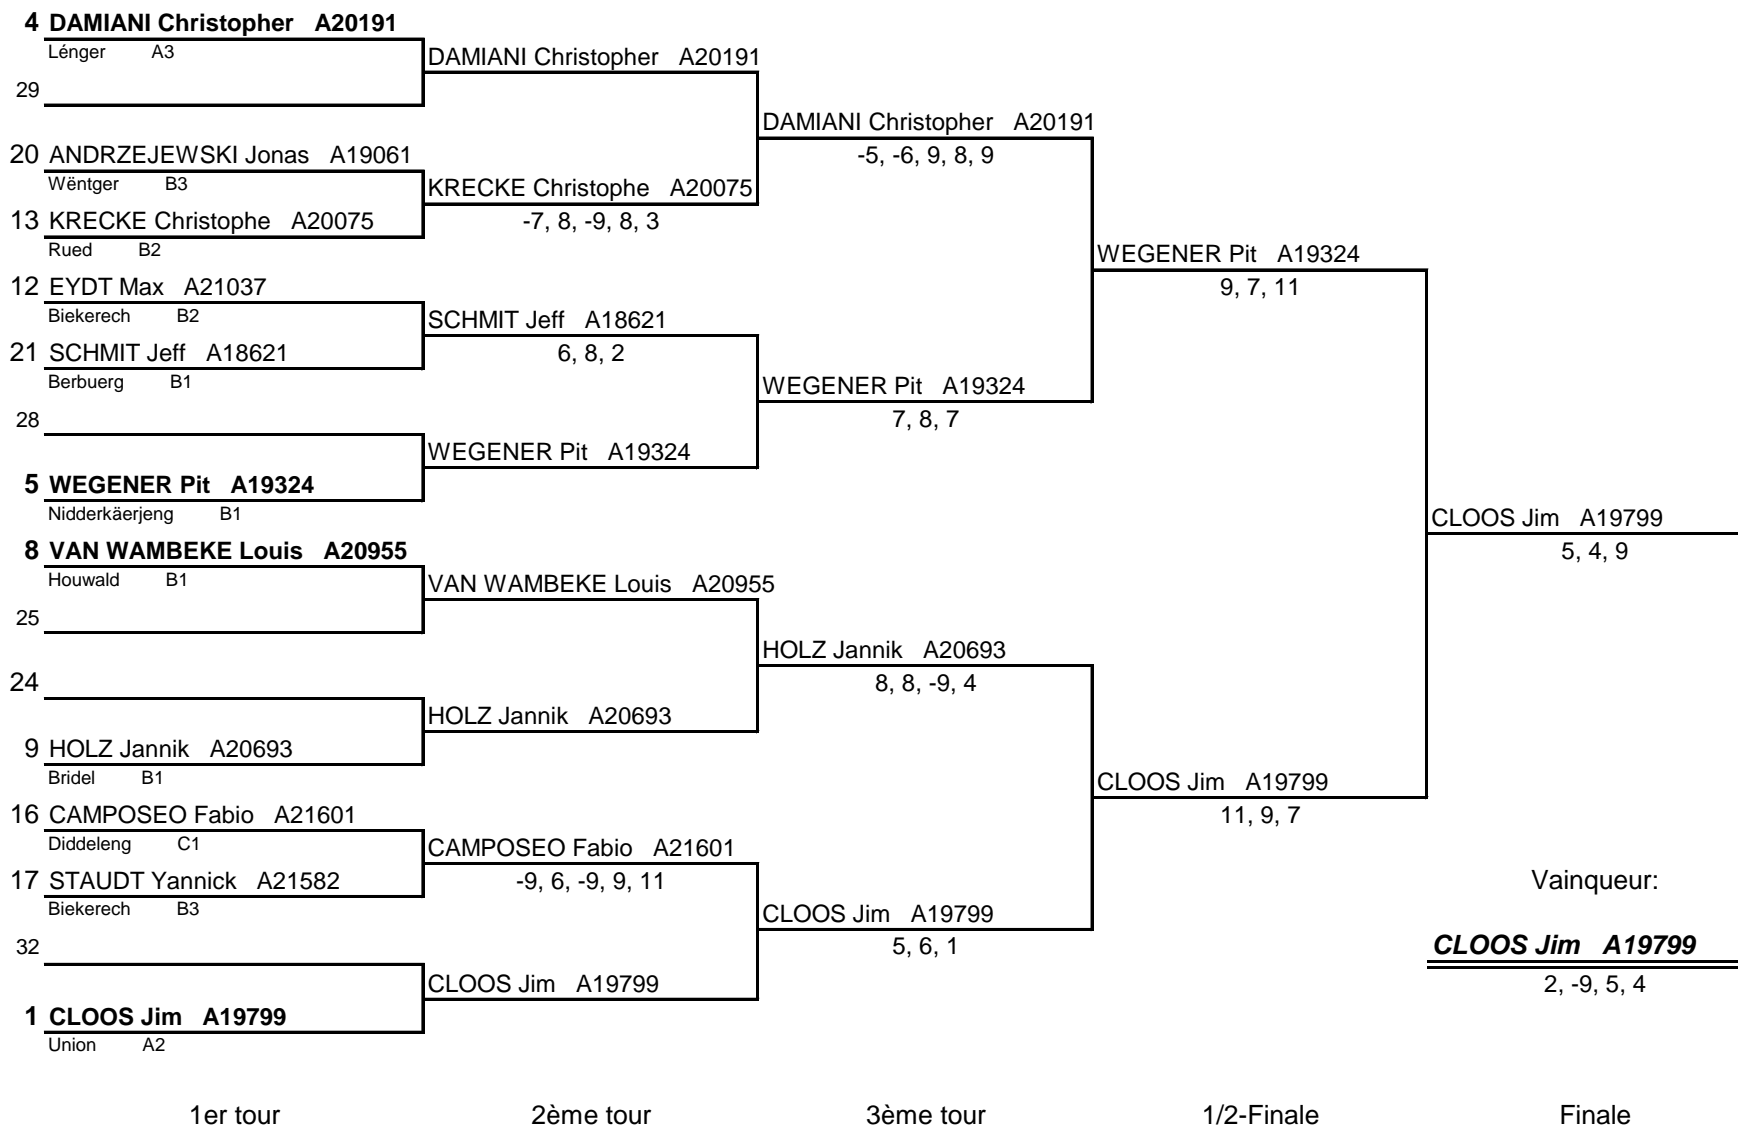 4 DAMIANI Christopher A20191
Lénger A3
DAMIANI Christopher A20191
29
DAMIANI Christopher A20191
20 ANDRZEJEWSKI Jonas A19061
-5, -6, 9, 8, 9
Wëntger B3
KRECKE Christophe A20075
13 KRECKE Christophe A20075
-7, 8, -9, 8, 3
Rued B2
WEGENER Pit A19324
12 EYDT Max A21037
9, 7, 11
Biekerech B2
SCHMIT Jeff A18621
21 SCHMIT Jeff A18621
6, 8, 2
Berbuerg B1
WEGENER Pit A19324
28
7, 8, 7
WEGENER Pit A19324
5 WEGENER Pit A19324
Nidderkäerjeng B1
CLOOS Jim A19799
8 VAN WAMBEKE Louis A20955
5, 4, 9
Houwald B1
VAN WAMBEKE Louis A20955
25
HOLZ Jannik A20693
24
8, 8, -9, 4
HOLZ Jannik A20693
9 HOLZ Jannik A20693
Bridel B1
CLOOS Jim A19799
16 CAMPOSEO Fabio A21601
11, 9, 7
Diddeleng C1
CAMPOSEO Fabio A21601
17 STAUDT Yannick A21582
-9, 6, -9, 9, 11
Vainqueur:
Biekerech B3
CLOOS Jim A19799
32
5, 6, 1
CLOOS Jim A19799
CLOOS Jim A19799
2, -9, 5, 4
1 CLOOS Jim A19799
Union A2
1er tour 2ème tour 3ème tour 1/2-Finale Finale